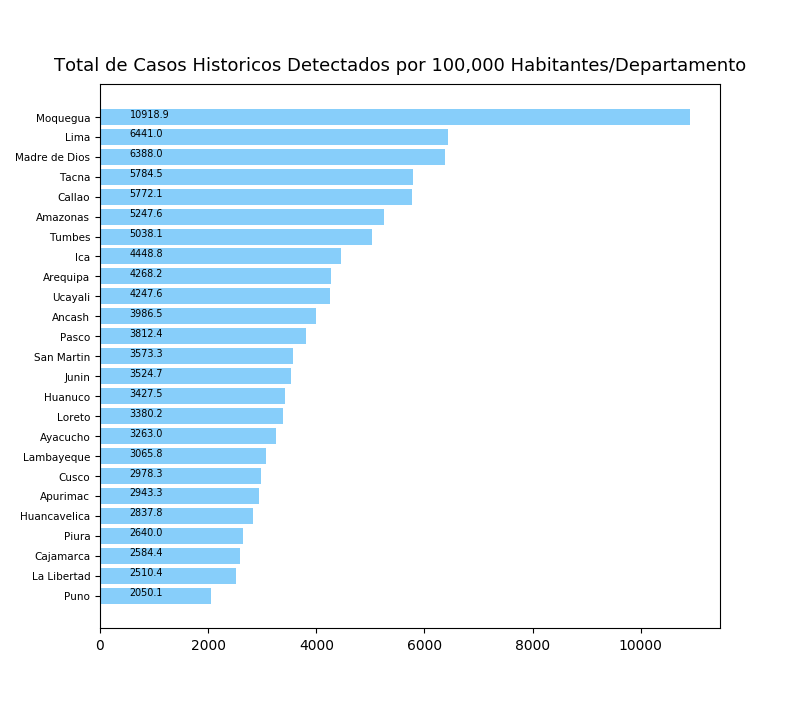 Total de Casos Historicos Detectados por 100,000 Habitantes/Departamento
Moquegua 10918.9
Lima 6441.0
Madre de Dios 6388.0
Tacna 5784.5
Callao 5772.1
Amazonas 5247.6
Tumbes 5038.1
Ica 4448.8
Arequipa 4268.2
Ucayali 4247.6
Ancash 3986.5
Pasco 3812.4
San Martin 3573.3
Junin 3524.7
Huanuco 3427.5
Loreto 3380.2
Ayacucho 3263.0
Lambayeque 3065.8
Cusco 2978.3
Apurimac 2943.3
Huancavelica 2837.8
Piura 2640.0
Cajamarca 2584.4
La Libertad 2510.4
Puno 2050.1
0 2000 4000 6000 8000 10000